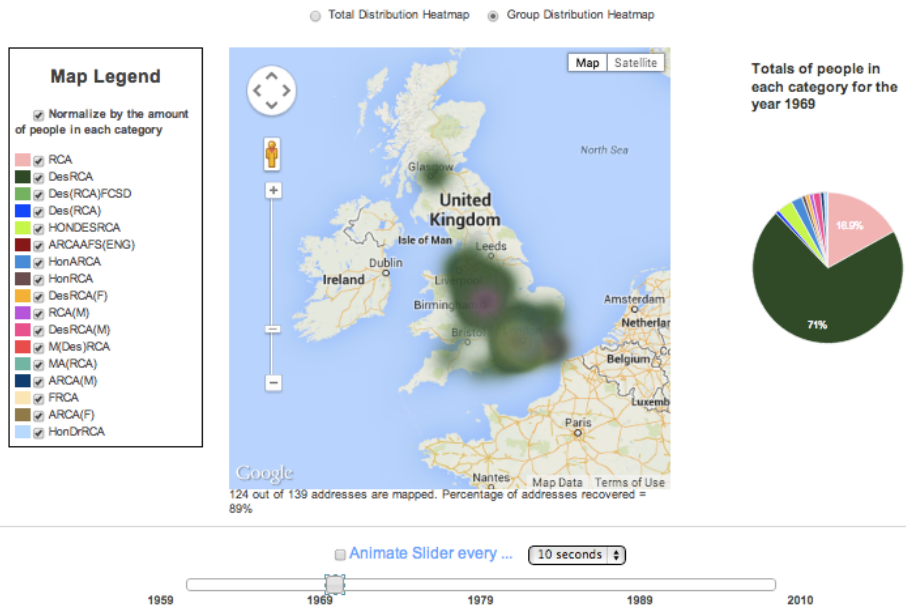 Total Distribution Heatmap
Group Distribution Heatmap
Map Legend
Normalize by the amount
of people in each category
RCA
DesRCA
Des(RCA)FCSD
Des(RCA)
HONDESRCA
ARCAAFS(ENG)
HonARCA
HonRCA
DesRCA(F)
RCA(M)
DesRCA(M)
M(Des)RCA
MA(RCA)
ARCA(M)
FRCA
ARCA(F)
HonDrRCA
Map
Satellite
North Sea
Glasgow
United
Kingdom
Isle of Man
Leeds
Dublin
Ireland
Liverpool
Birmingham
Bristol
Amsterdam
Netherlar
Belgium
Co
Luxemb
Paris
Nantes
Google
Map Data
Terms of Use
124 out of 139 addresses are mapped. Percentage of addresses recovered =
89%
Totals of people in
each category for the
year 1969
16.9%
71%
Animate Slider every ...
10 seconds
1959
1969
1979
1989
2010